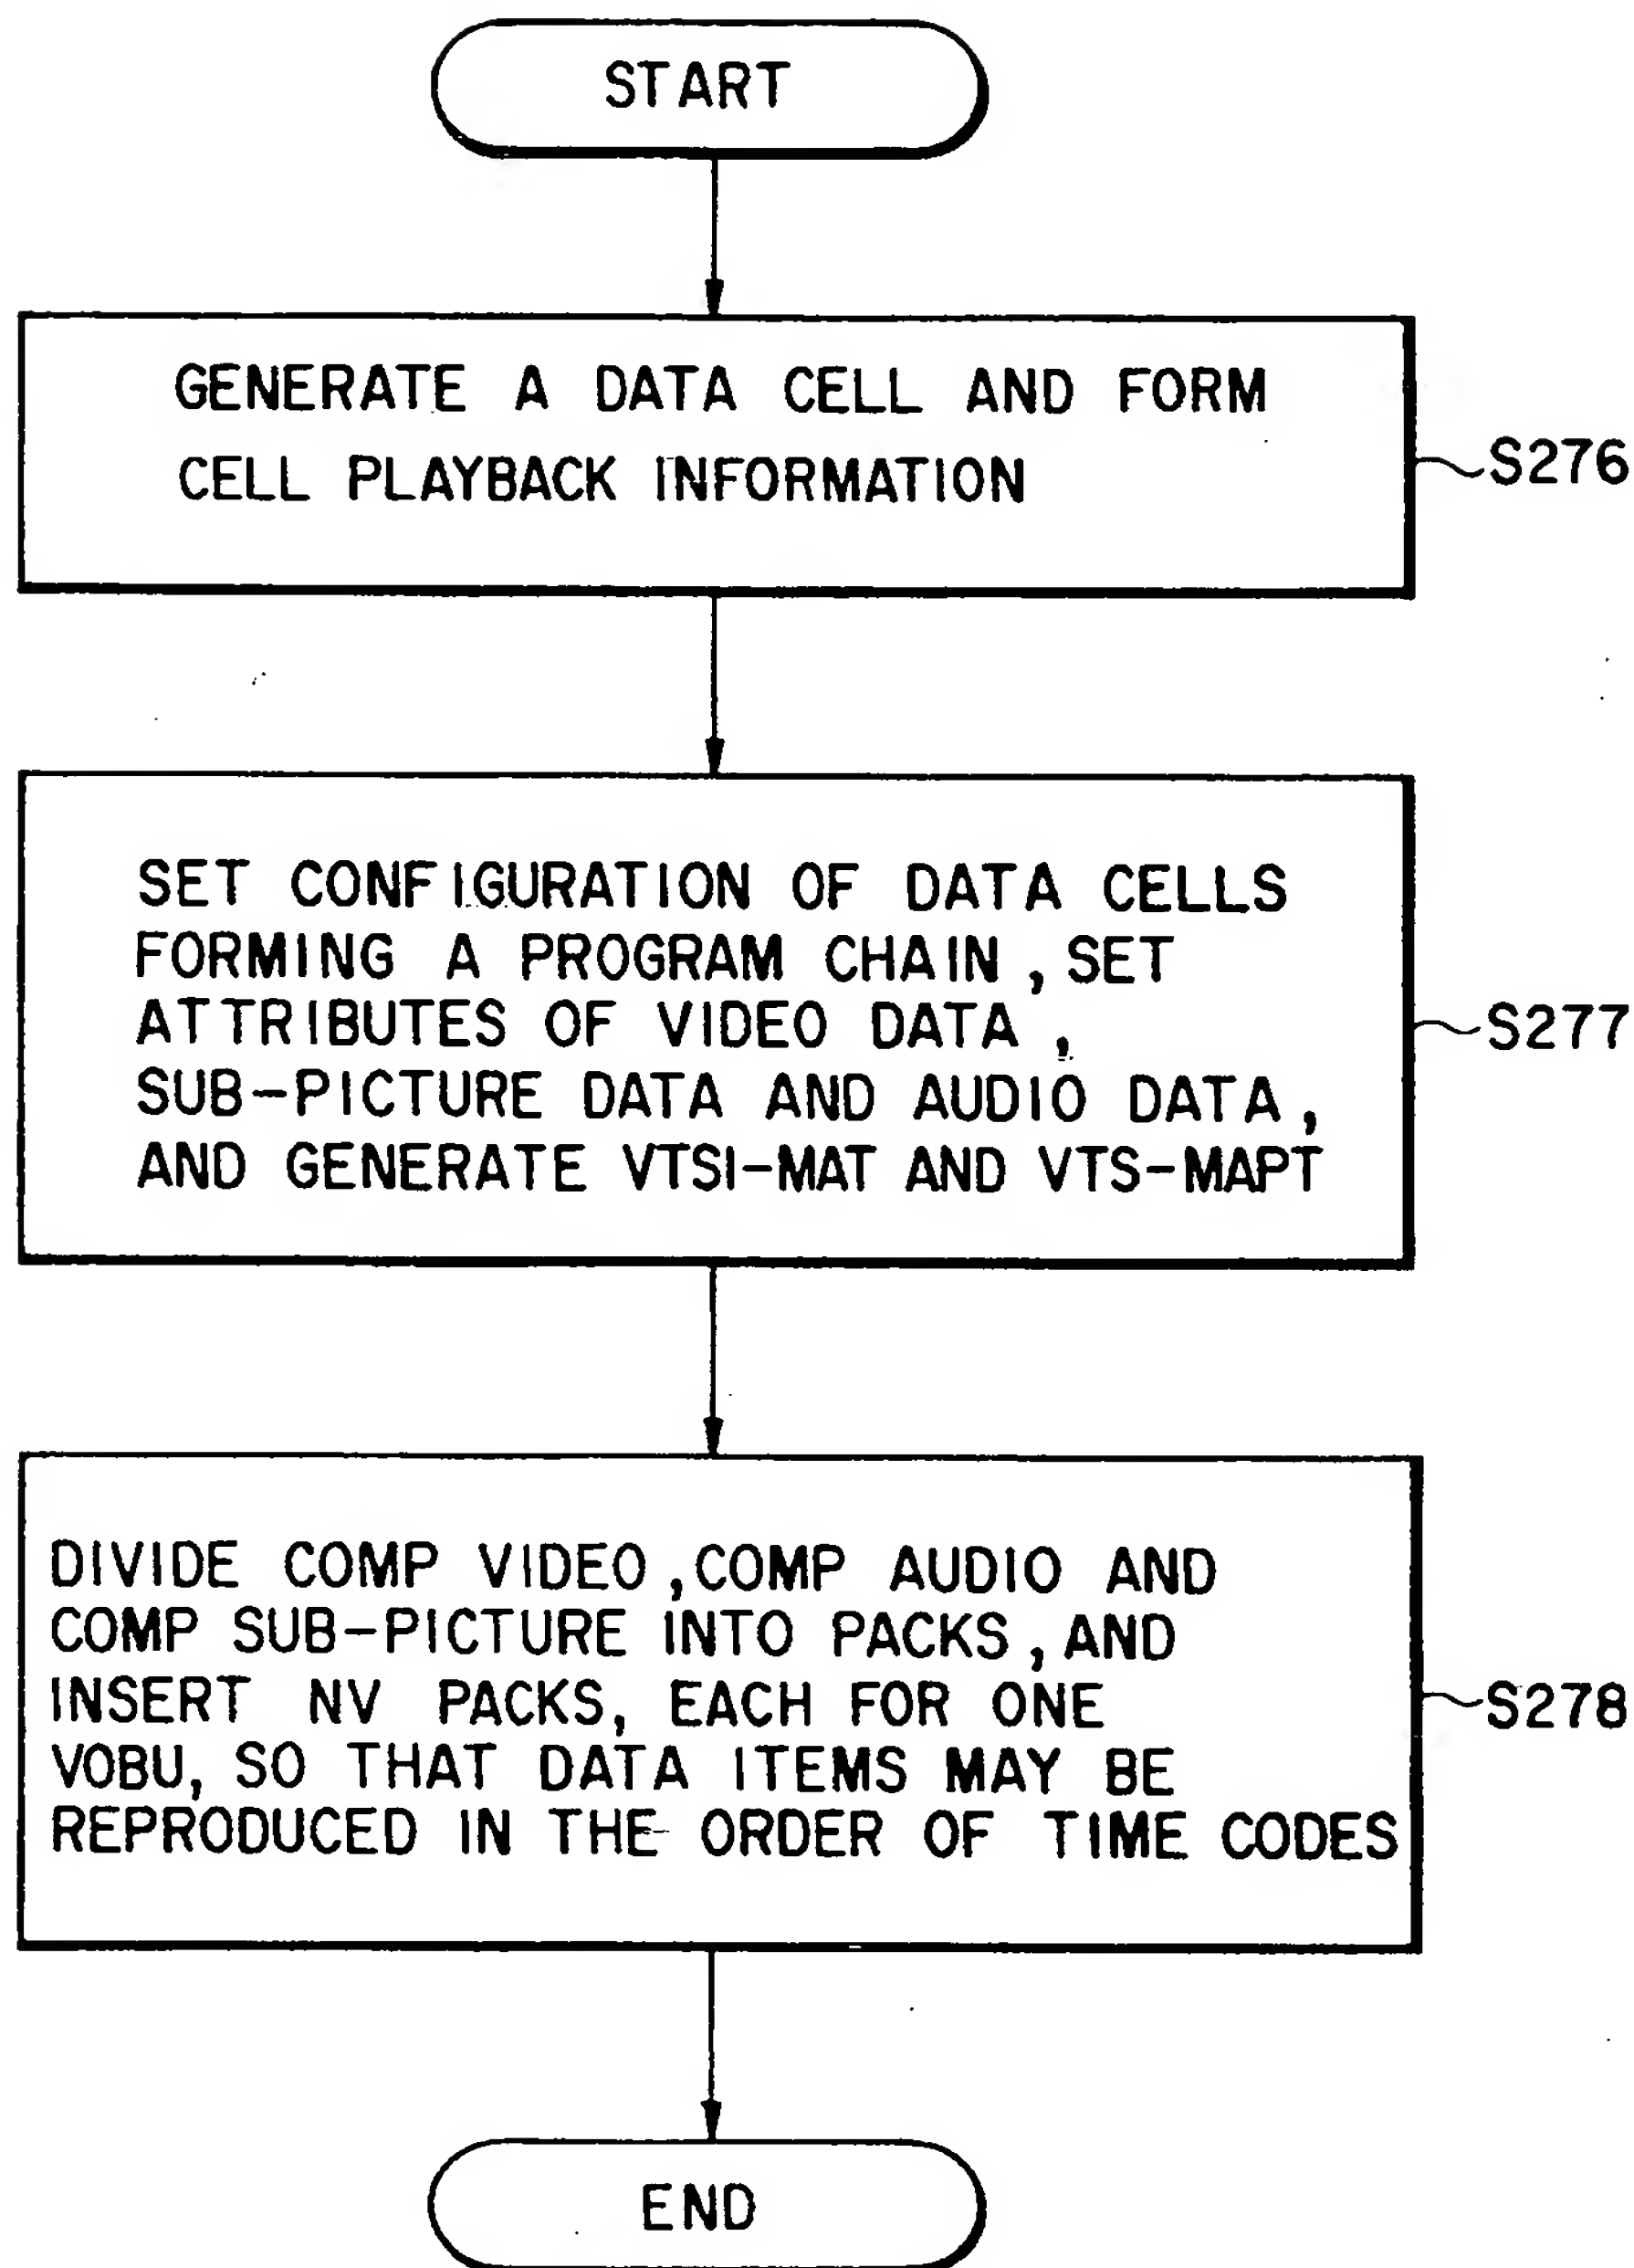 START
GENERATE A DATA CELL AND FORM
CELL PLAYBACK INFORMATION
S276
SET CONFIGURATION OF DATA CELLS
FORMING A PROGRAM CHAIN, SET
ATTRIBUTES OF VIDEO DATA,
SUB-PICTURE DATA AND AUDIO DATA,
AND GENERATE VTSI-MAT AND VTS-MAPT
S277
DIVIDE COMP VIDEO, COMP AUDIO AND
COMP SUB-PICTURE INTO PACKS, AND
INSERT NV PACKS, EACH FOR ONE
VOBU, SO THAT DATA ITEMS MAY BE
REPRODUCED IN THE ORDER OF TIME CODES
S278
END